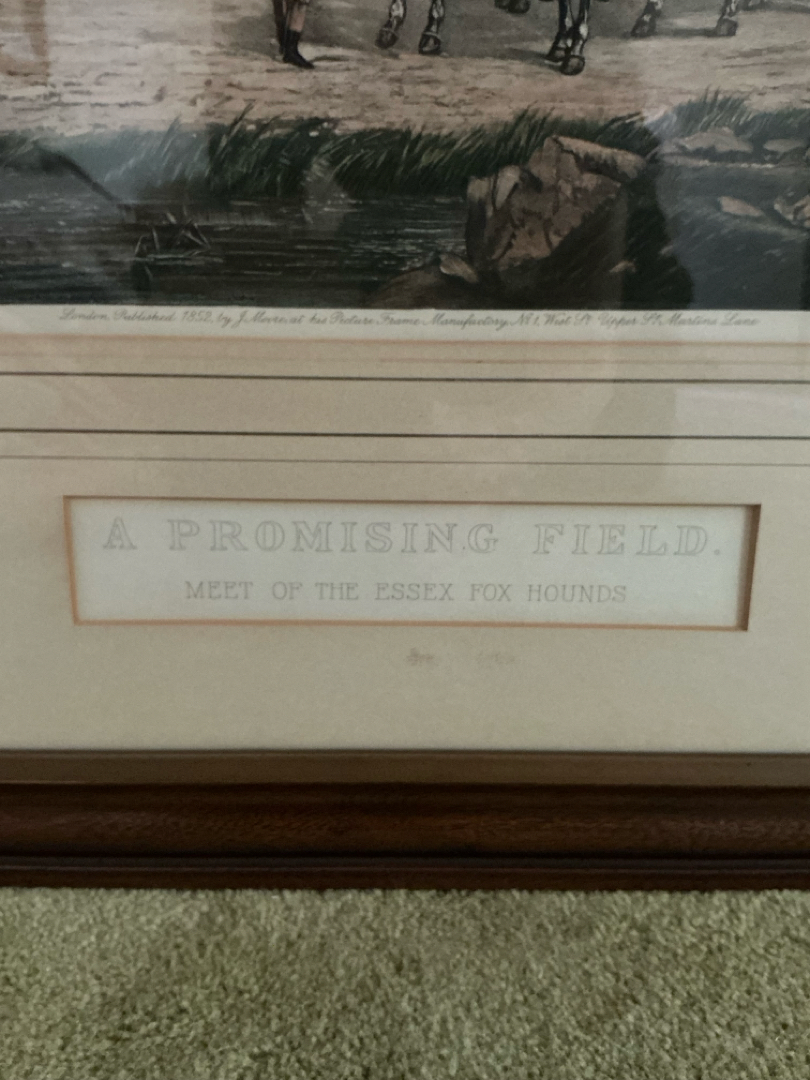 London, Published 1852, by J. Moore, at his Picture Frame Manufactory, Nº 1, West St Upper St Martins Lane
A PROMISING FIELD.
MEET OF THE ESSEX FOX HOUNDS